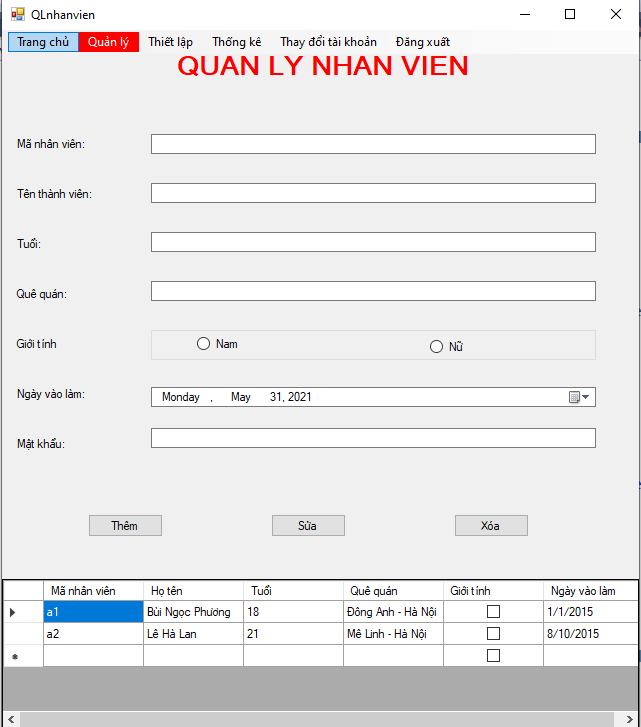 QLnhanvien
Trang chủ Quản lý Thiết lập Thống kê Thay đổi tài khoản Đăng xuất
QUẢN LÝ NHÂN VIÊN
Mã nhân viên:
Tên thành viên:
Tuổi:
Quê quán:
Giới tính Nam Nữ
Ngày vào làm: Monday , May 31, 2021
Mật khẩu:
Thêm Sửa Xóa
Mã nhân viên Họ tên Tuổi Quê quán Giới tính Ngày vào làm
a1 Bùi Ngọc Phương 18 Đông Anh - Hà Nội 1/1/2015
a2 Lê Hà Lan 21 Mê Linh - Hà Nội 8/10/2015